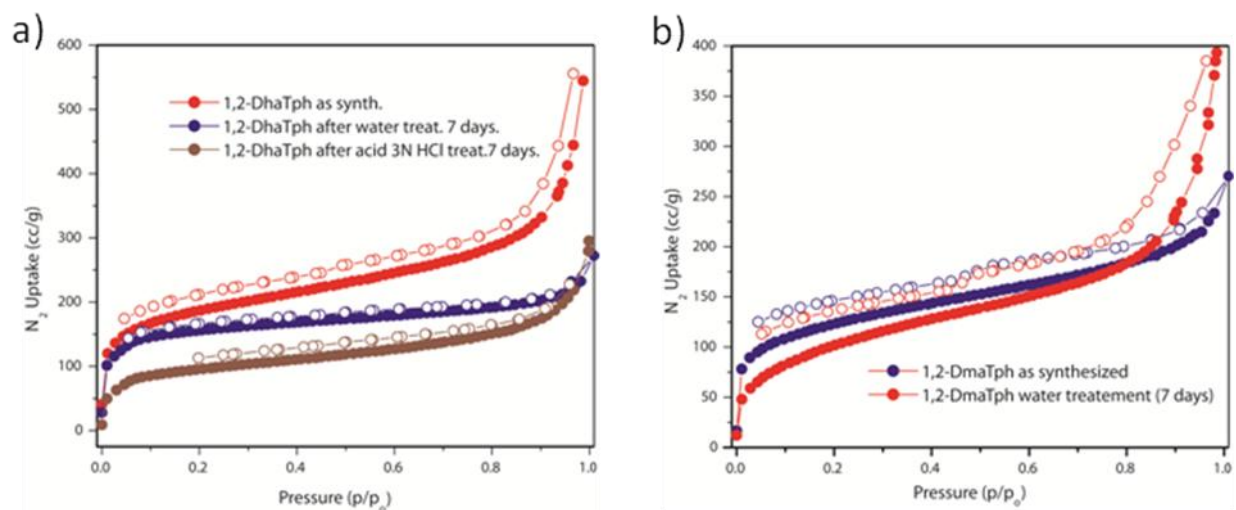 a)
600
500
400
300
200
100
0
N2 Uptake (cc/g)
1,2-DhaTph as synth.
1,2-DhaTph after water treat. 7 days.
1,2-DhaTph after acid 3N HCl treat.7 days.
0.0 0.2 0.4 0.6 0.8 1.0
Pressure (p/po)
b)
400
350
300
250
200
150
100
50
0
N2 Uptake (cc/g)
1,2-DmaTph as synthesized
1,2-DmaTph water treatement (7 days)
0.0 0.2 0.4 0.6 0.8 1.0
Pressure (p/po)